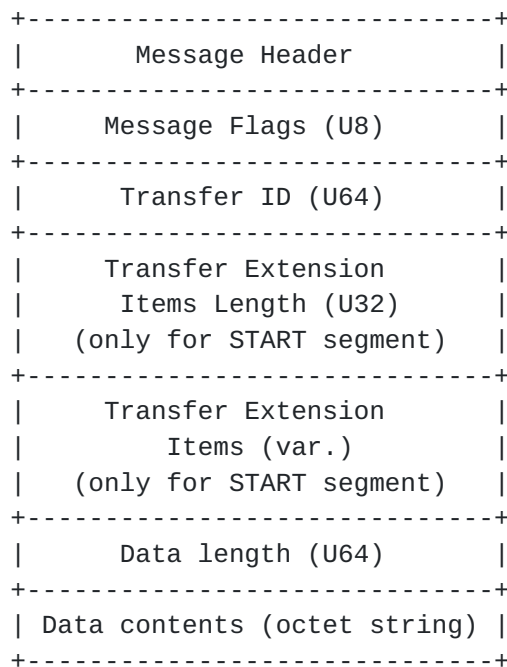 +------------------------------+
|       Message Header         |
+------------------------------+
|     Message Flags (U8)       |
+------------------------------+
|      Transfer ID (U64)       |
+------------------------------+
|     Transfer Extension       |
|      Items Length (U32)      |
|   (only for START segment)   |
+------------------------------+
|     Transfer Extension       |
|         Items (var.)         |
|   (only for START segment)   |
+------------------------------+
|      Data length (U64)       |
+------------------------------+
| Data contents (octet string) |
+------------------------------+